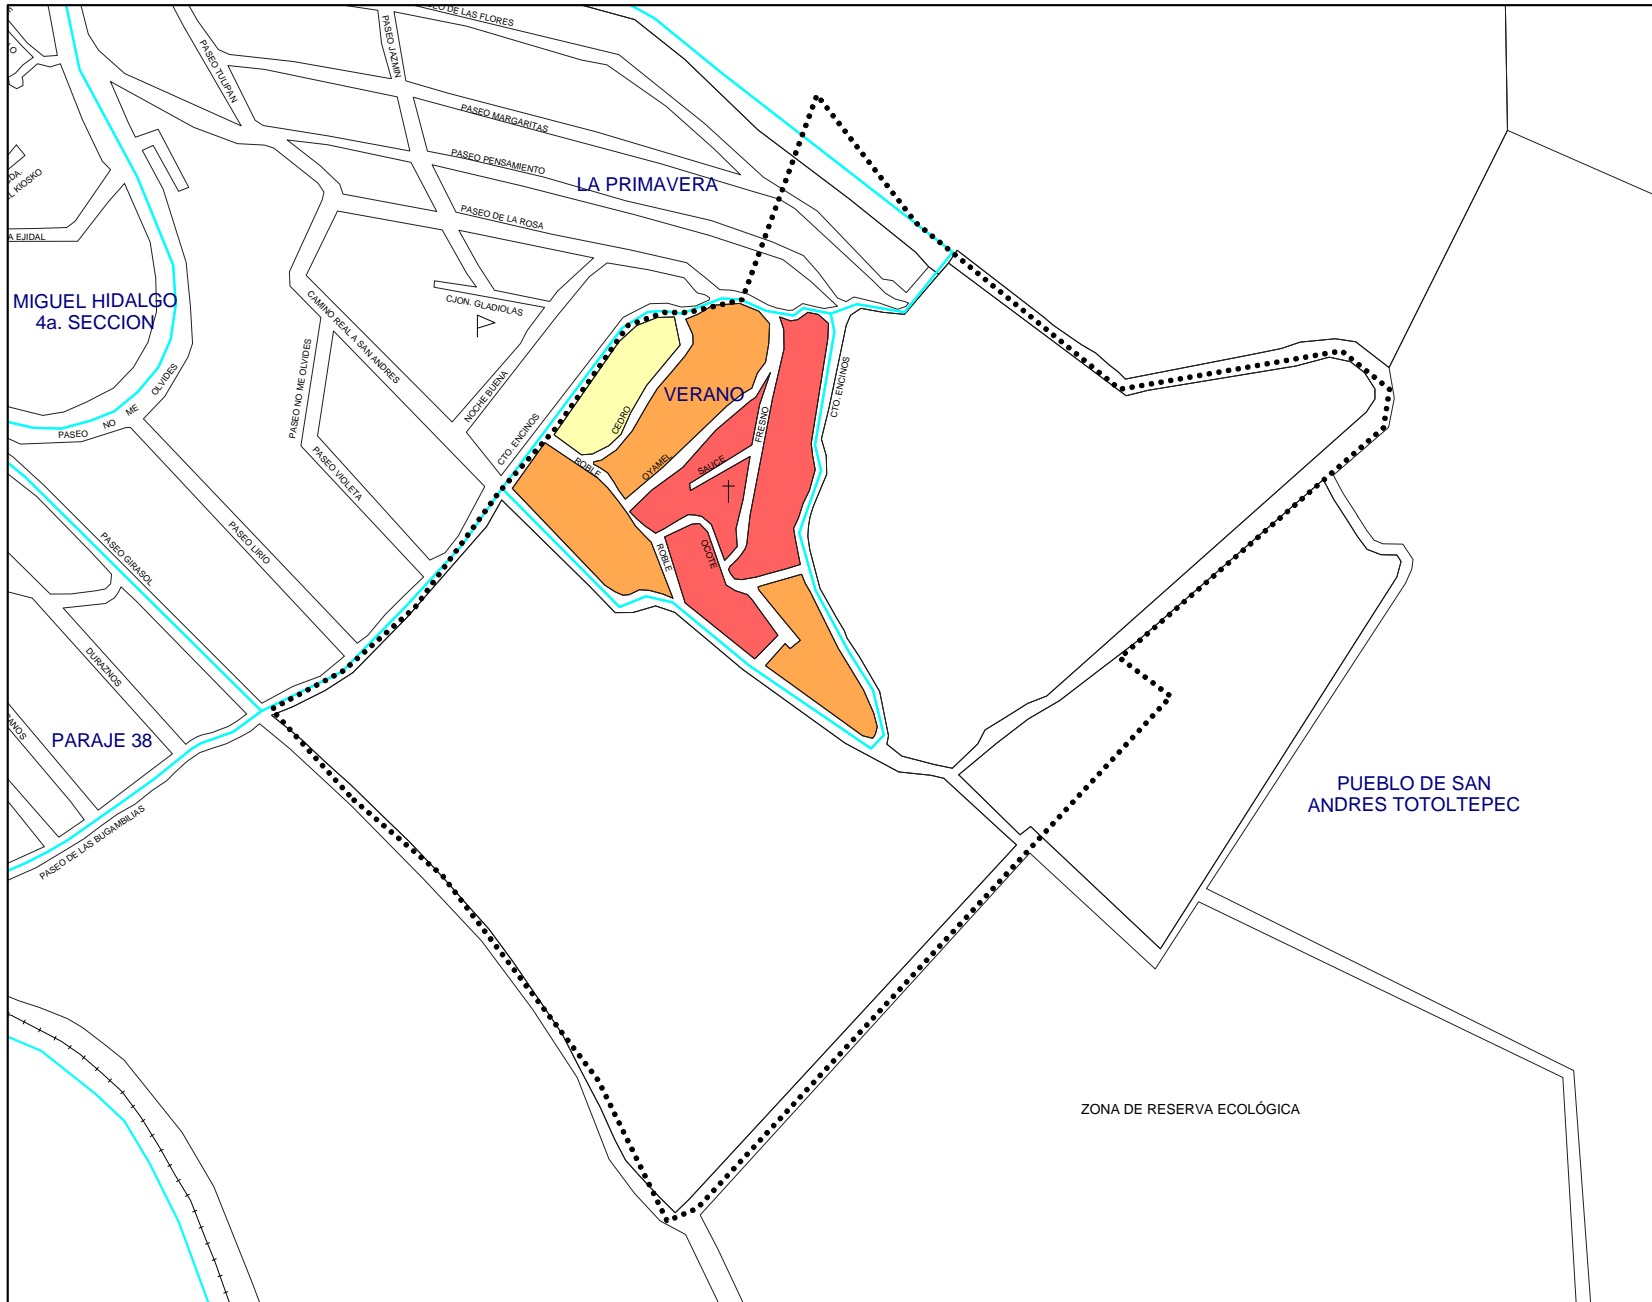 DE LAS FLORES
PASEO JAZMIN
PASEO TULIPAN
PASEO MARGARITAS
PASEO PENSAMIENTO
LA PRIMAVERA
PASEO DE LA ROSA
KIOSKO
A EJIDAL
MIGUEL HIDALGO
4a. SECCION
CJON. GLADIOLAS
CAMINO REAL A SAN ANDRES
PASEO NO ME OLVIDES
NOCHE BUENA
PASEO NO ME OLVIDES
CTO. ENCINOS
CTO. ENCINOS
VERANO
CEDRO
ROBLE
OYAMEL
SAUCE
FRESNO
ROBLE
OCOTE
PASEO VIOLETA
PASEO LIRIO
PASEO GIRASOL
DURAZNOS
ANOS
PARAJE 38
PASEO DE LAS BUGAMBILIAS
PUEBLO DE SAN
ANDRES TOTOLTEPEC
ZONA DE RESERVA ECOLÓGICA